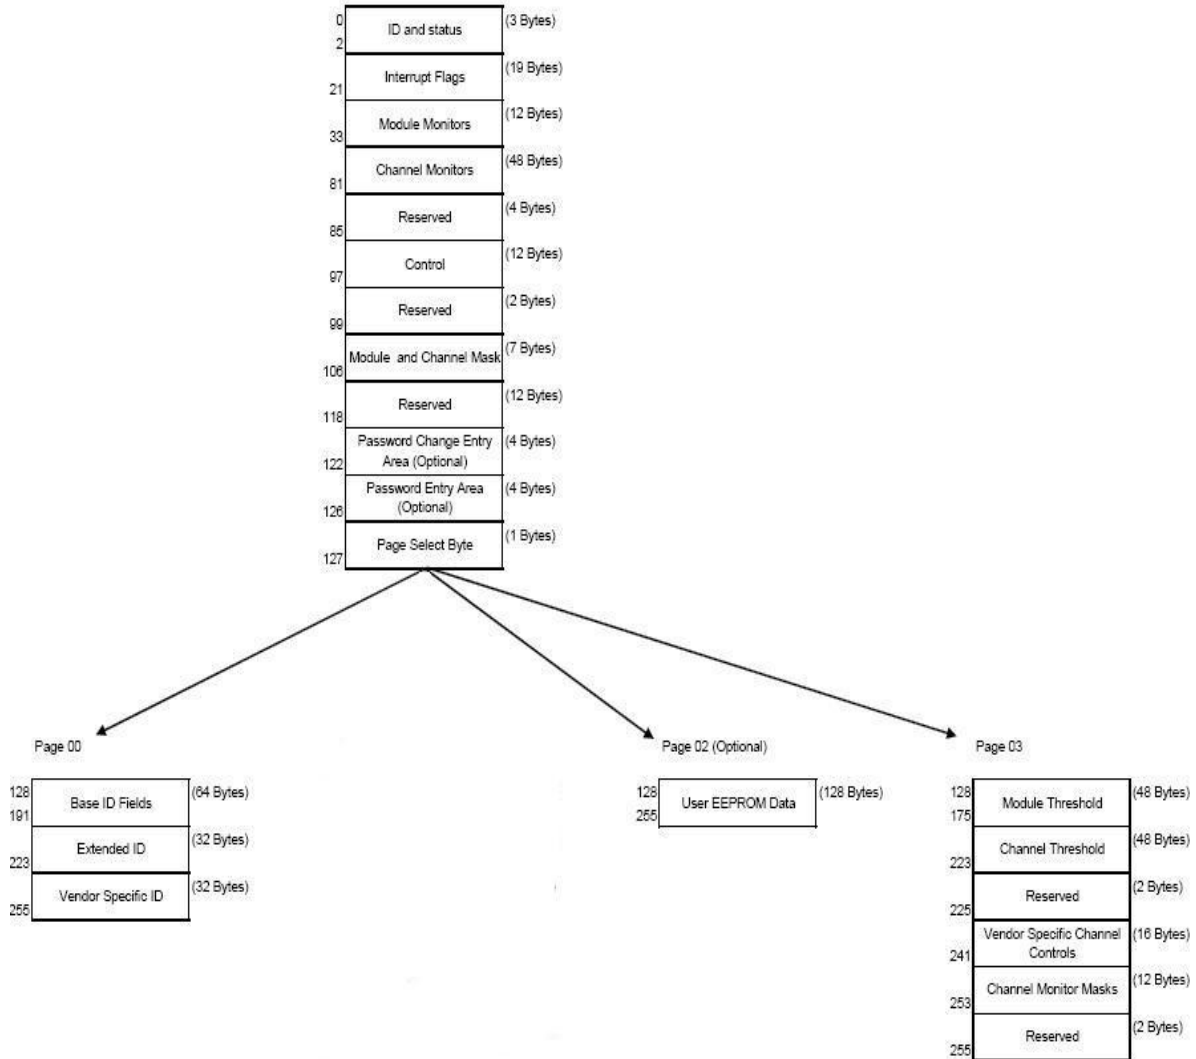 0
ID and status
(3 Bytes)
2
Interrupt Flags
(19 Bytes)
21
Module Monitors
(12 Bytes)
33
Channel Monitors
(48 Bytes)
81
Reserved
(4 Bytes)
85
Control
(12 Bytes)
97
Reserved
(2 Bytes)
99
Module and Channel Mask
(7 Bytes)
106
Reserved
(12 Bytes)
118
Password Change Entry
Area (Optional)
(4 Bytes)
122
Password Entry Area
(Optional)
(4 Bytes)
126
Page Select Byte
(1 Bytes)
127
Page 00
128
Base ID Fields
(64 Bytes)
191
Extended ID
(32 Bytes)
223
Vendor Specific ID
(32 Bytes)
255
Page 02 (Optional)
128
User EEPROM Data
(128 Bytes)
255
Page 03
128
Module Threshold
(48 Bytes)
175
Channel Threshold
(48 Bytes)
223
Reserved
(2 Bytes)
225
Vendor Specific Channel
Controls
(16 Bytes)
241
Channel Monitor Masks
(12 Bytes)
253
Reserved
(2 Bytes)
255